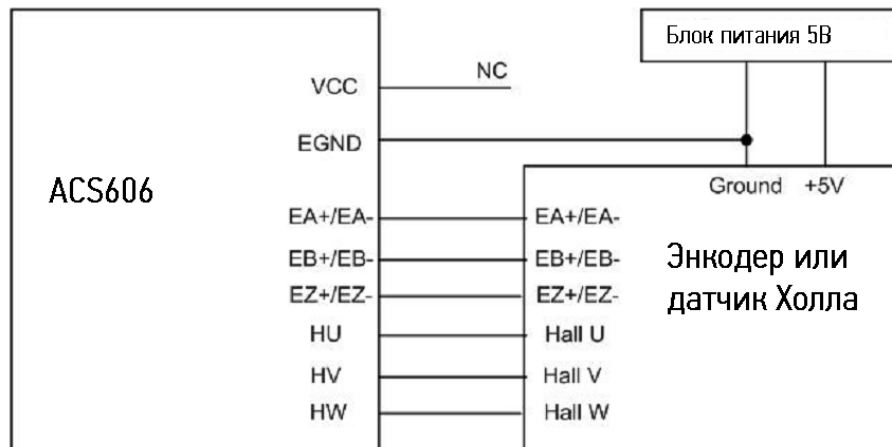 Блок питания 5В
VCC
NC
EGND
Ground +5V
ACS606
EA+/EA- EA+/EA-
EB+/EB- EB+/EB-
Энкодер или
датчик Холла
EZ+/EZ- EZ+/EZ-
HU Hall U
HV Hall V
HW Hall W